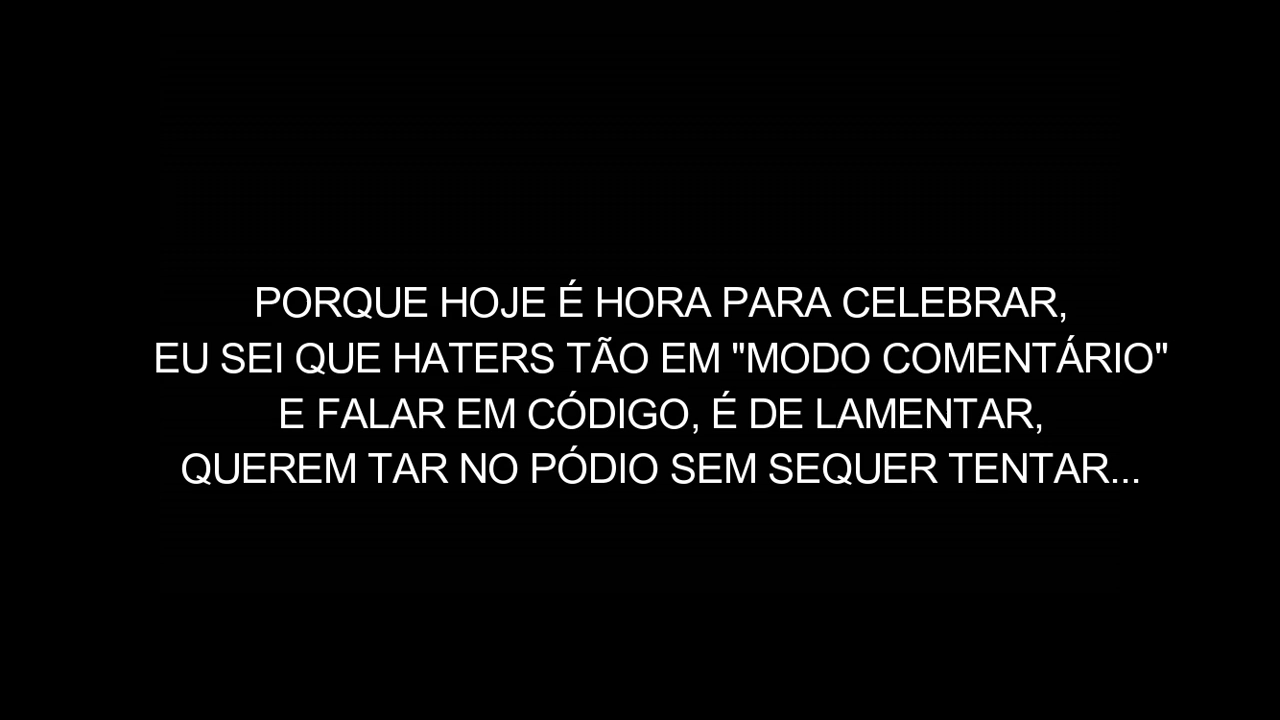 PORQUE HOJE É HORA PARA CELEBRAR,
EU SEI QUE HATERS TÃO EM "MODO COMENTÁRIO"
E FALAR EM CÓDIGO, É DE LAMENTAR,
QUEREM TAR NO PÓDIO SEM SEQUER TENTAR...